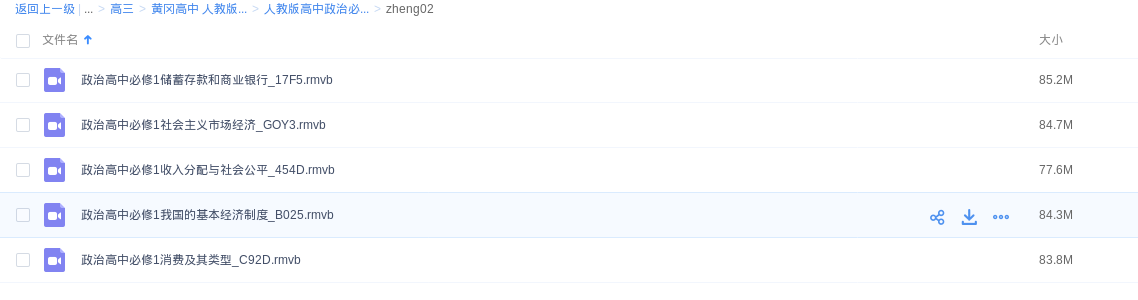 返回上一级 | ... > 高三 > 黄冈高中 人教版... > 人教版高中政治必... > zheng02
文件名 大小
政治高中必修1储蓄存款和商业银行_17F5.rmvb 85.2M
政治高中必修1社会主义市场经济_GOY3.rmvb 84.7M
政治高中必修1收入分配与社会公平_454D.rmvb 77.6M
政治高中必修1我国的基本经济制度_B025.rmvb 84.3M
政治高中必修1消费及其类型_C92D.rmvb 83.8M